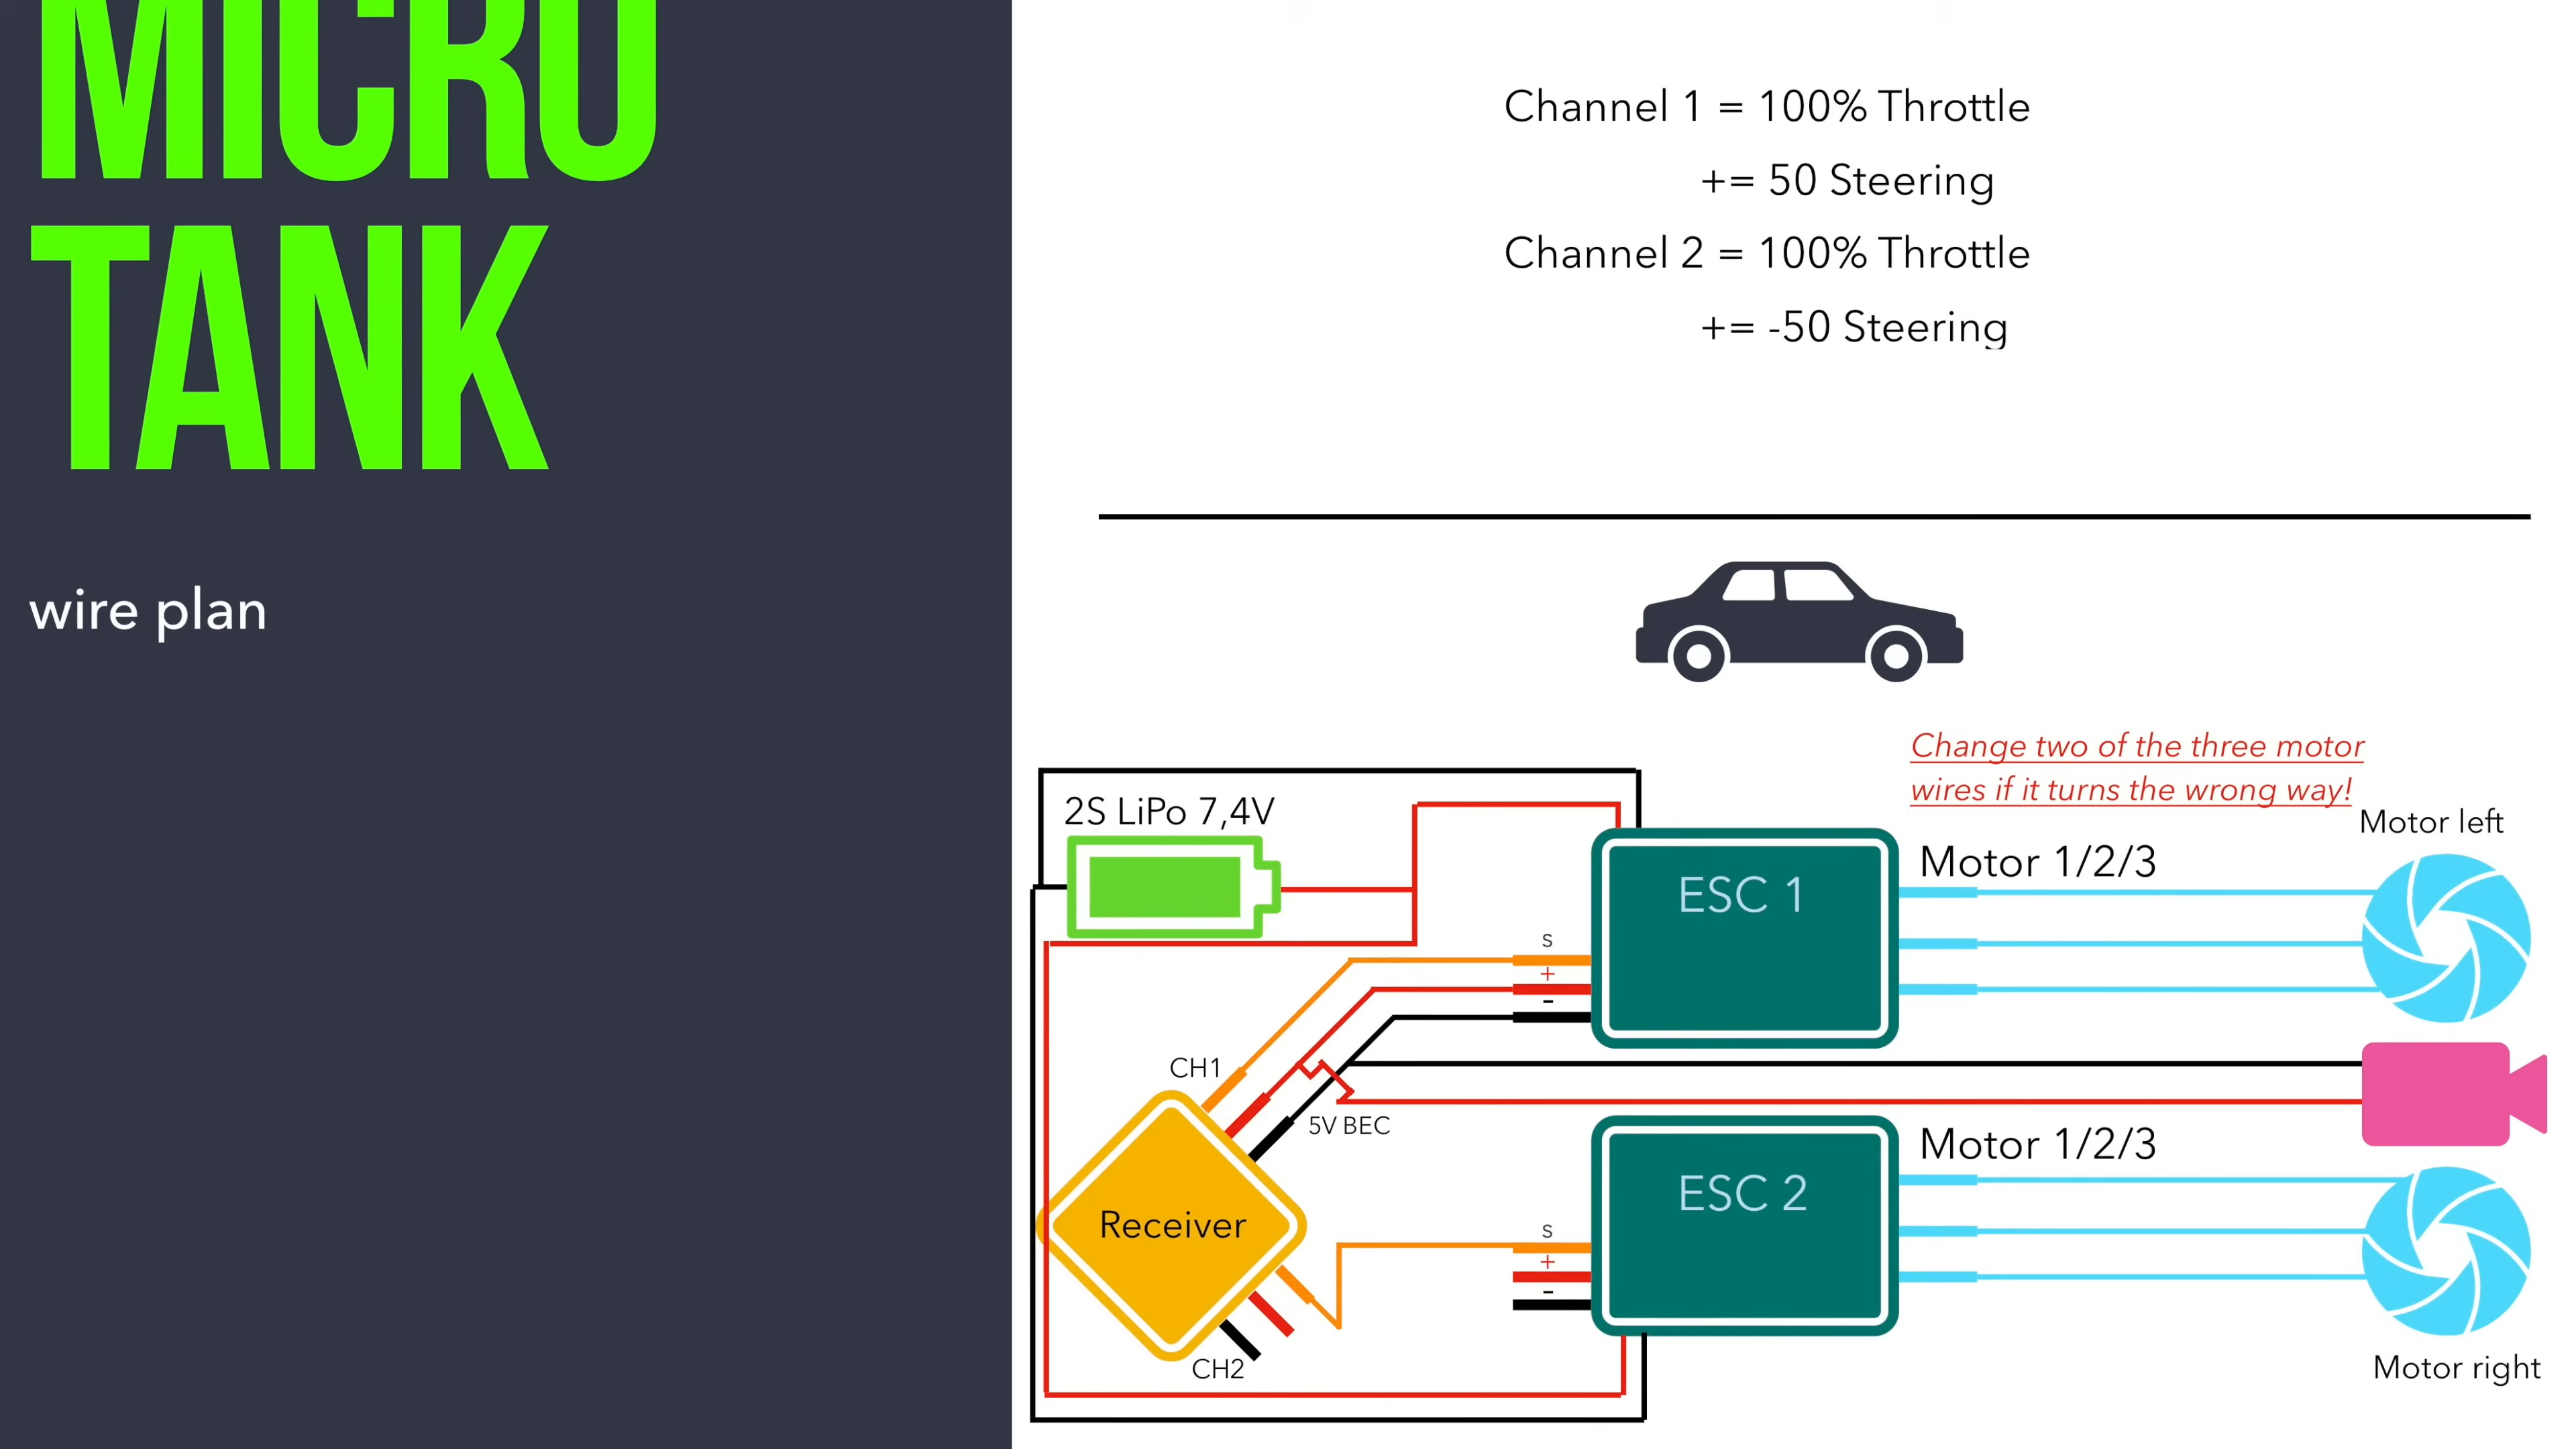 MICRO
TANK
wire plan
Channel 1 = 100% Throttle
+= 50 Steering
Channel 2 = 100% Throttle
+= -50 Steering
Change two of the three motor
wires if it turns the wrong way!
2S LiPo 7,4V
Motor left
ESC 1
Motor 1/2/3
S
+
-
CH1
5V BEC
Receiver
ESC 2
Motor 1/2/3
S
+
-
CH2
Motor right